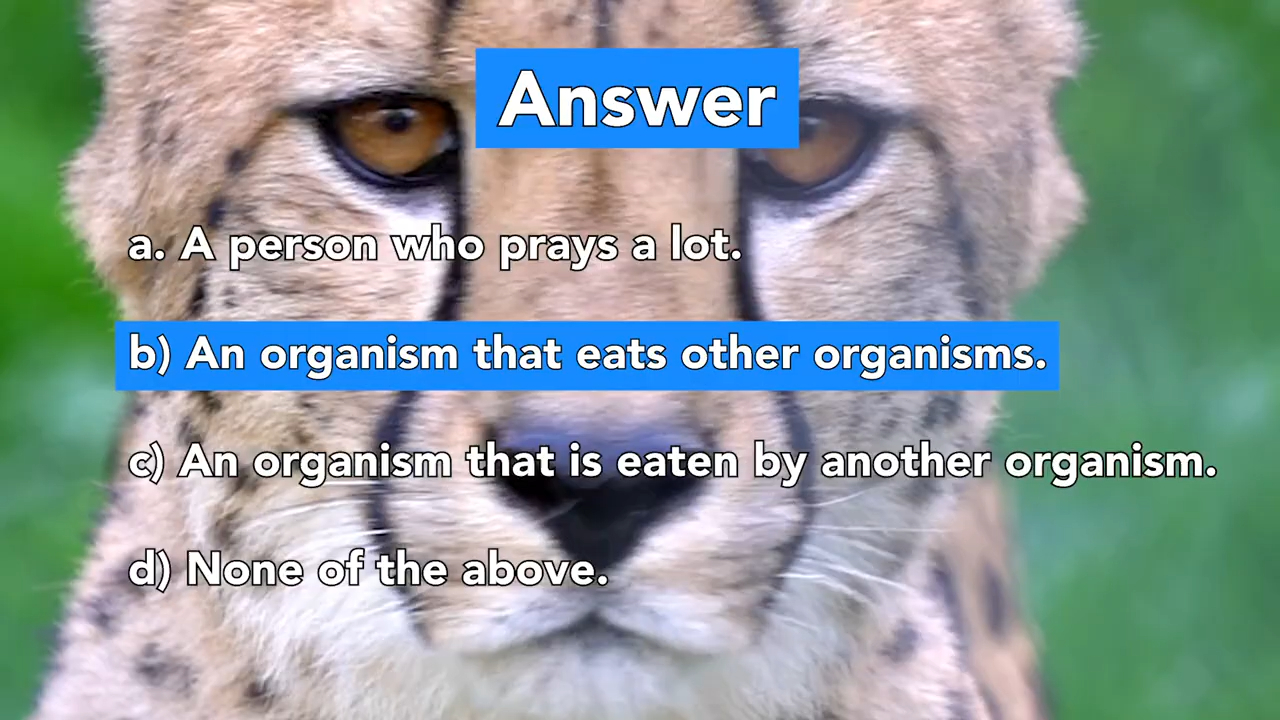 Answer
a. A person who prays a lot.
b) An organism that eats other organisms.
c) An organism that is eaten by another organism.
d) None of the above.